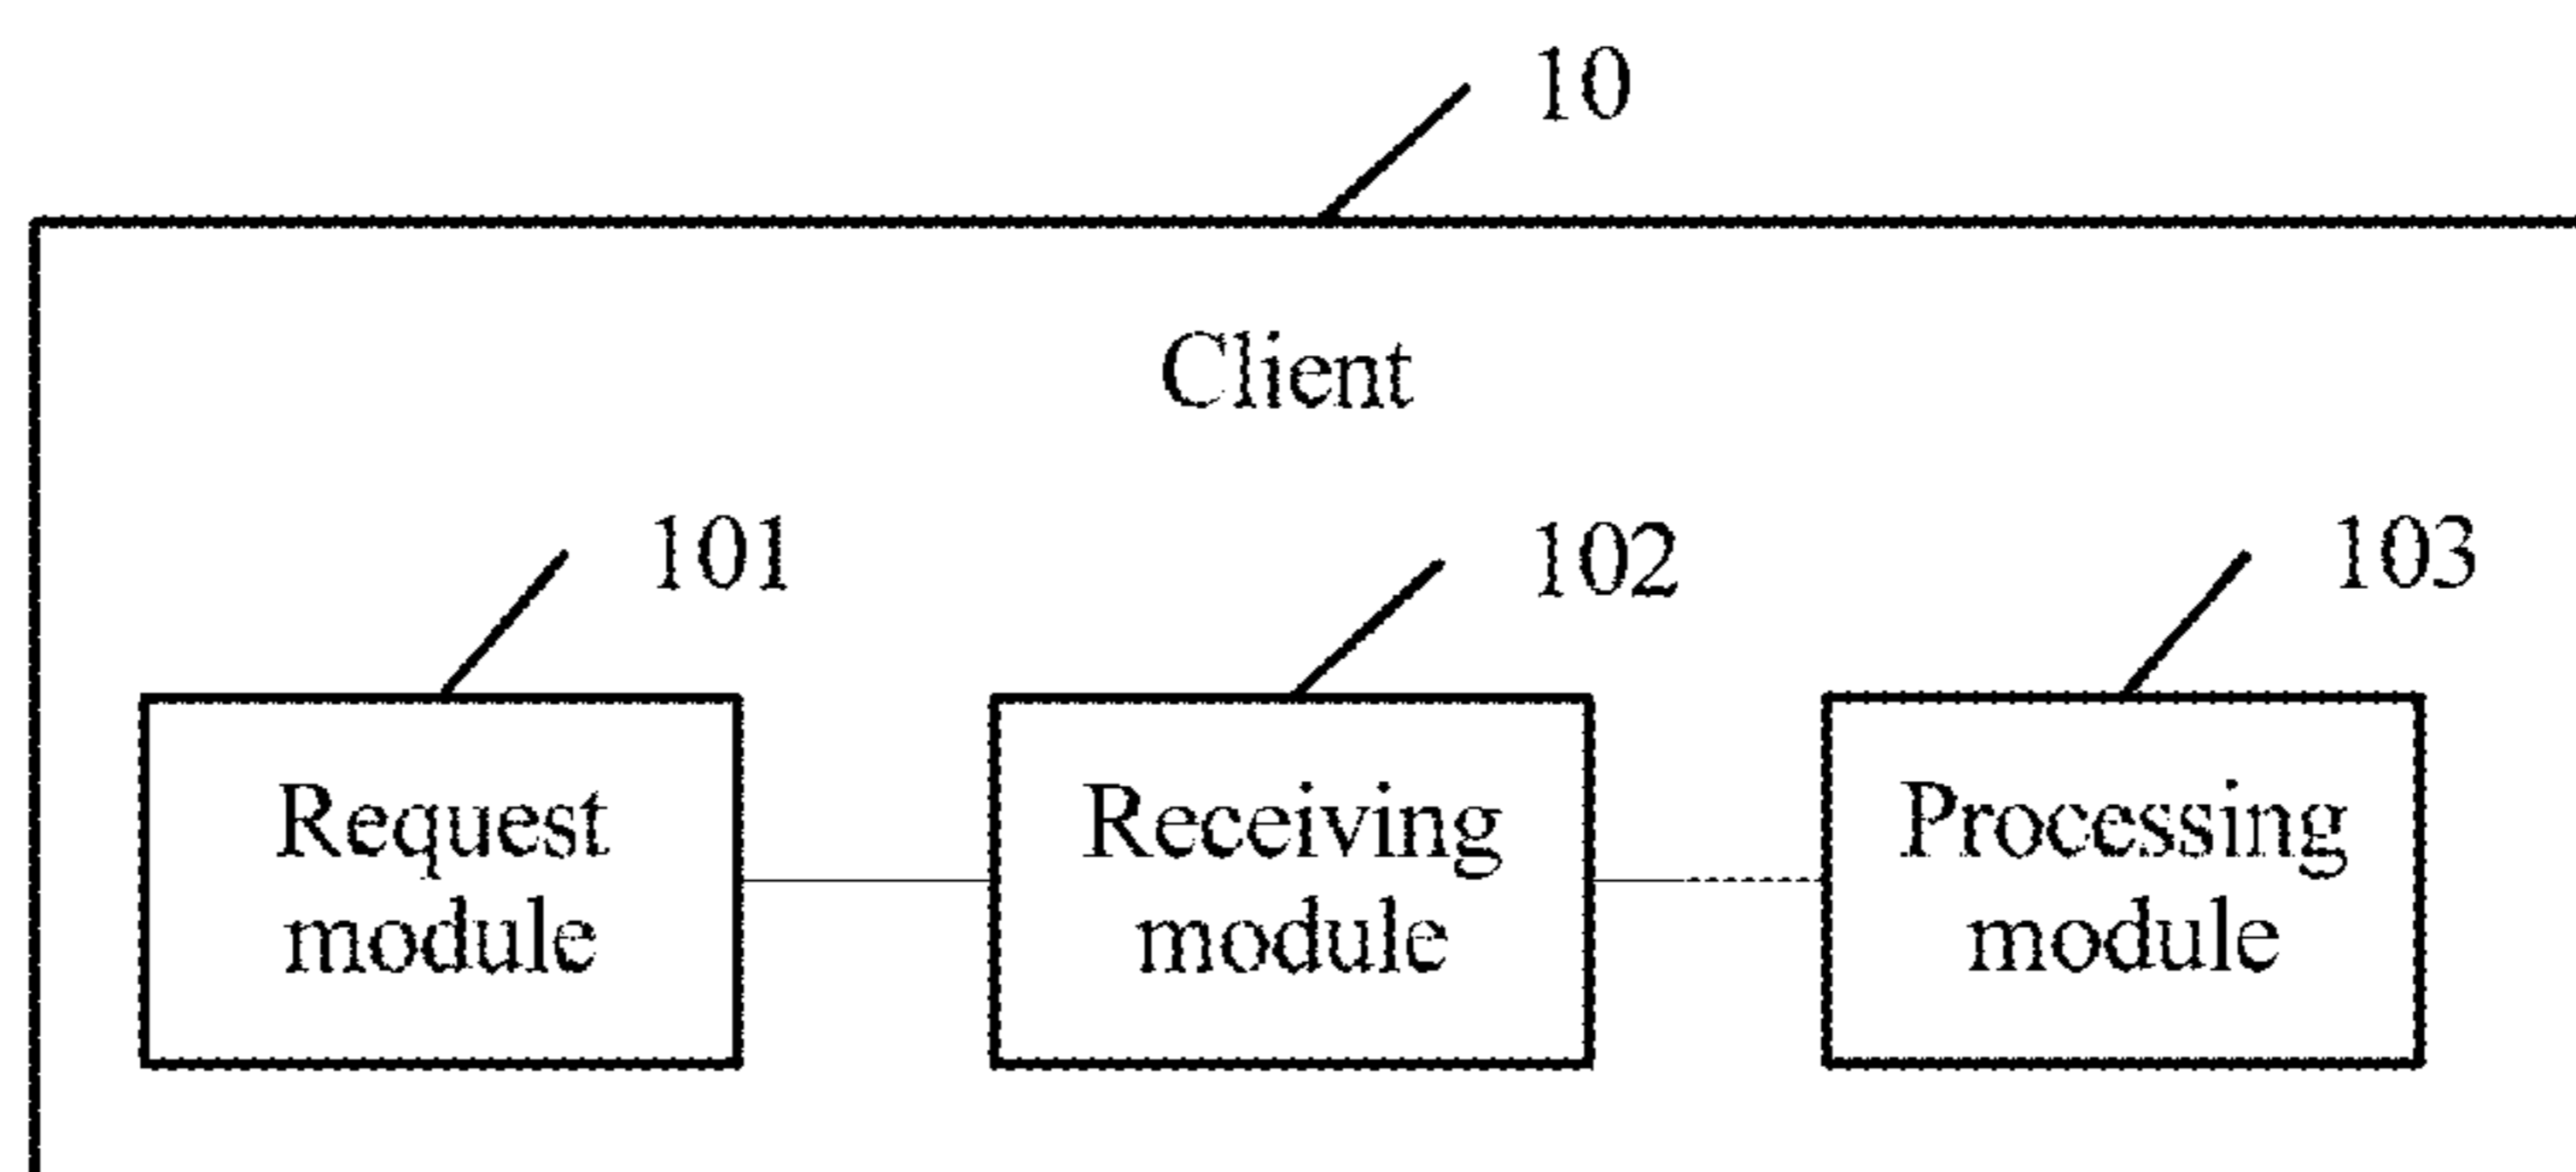 10
Client
101
102
103
Request
module
Receiving
module
Processing
module